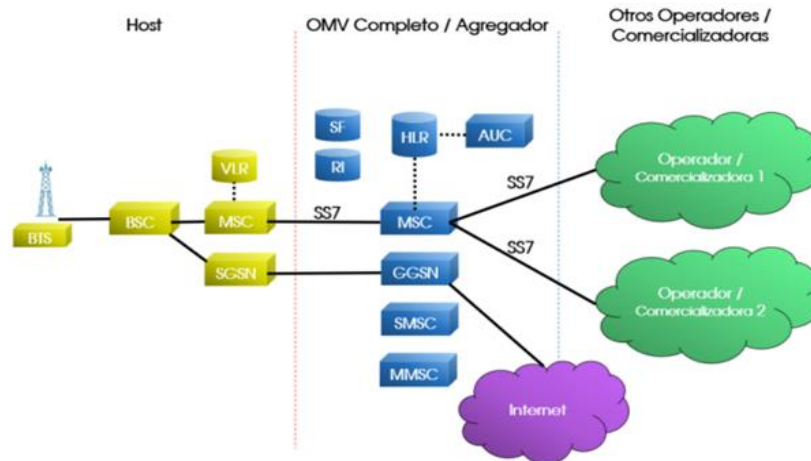 Host
OMV Completo / Agregador
Otros Operadores /
Comercializadoras
SF
HLR
AUC
VLR
RI
Operador /
Comercializadora 1
SS7
BTS
BSC
MSC
SS7
MSC
SS7
SGSN
GGSN
Operador /
Comercializadora 2
SMSC
MMSC
Internet